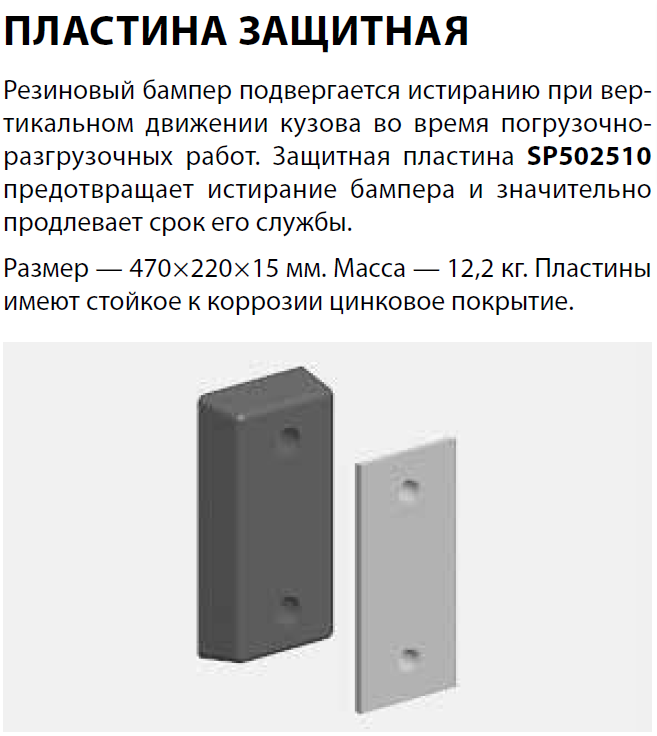 ПЛАСТИНА ЗАЩИТНАЯ
Резиновый бампер подвергается истиранию при вер-
тикальном движении кузова во время погрузочно-
разгрузочных работ. Защитная пластина SP502510
предотвращает истирание бампера и значительно
продлевает срок его службы.
Размер — 470×220×15 мм. Масса — 12,2 кг. Пластины
имеют стойкое к коррозии цинковое покрытие.